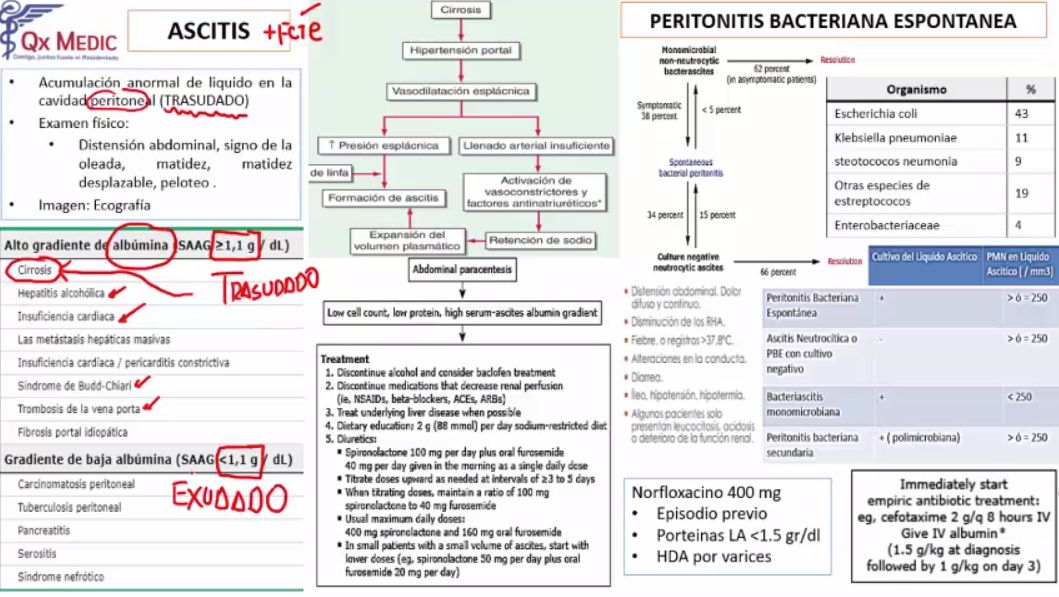 Qx MEDIC
Contigo, juntos hasta el Residentado
ASCITIS +FCTE
• Acumulación anormal de liquido en la
cavidad peritoneal (TRASUDADO)
• Examen físico:
• Distensión abdominal, signo de la
oleada, matidez, matidez
desplazable, peloteo .
• Imagen: Ecografía
Alto gradiente de albúmina (SAAG ≥1,1 g / dL)
Cirrosis
Hepatitis alcohólica
Insuficiencia cardiaca
Las metástasis hepáticas masivas
Insuficiencia cardíaca / pericarditis constrictiva
Síndrome de Budd-Chiari
Trombosis de la vena porta
Fibrosis portal idiopática
TRASUDADO
Gradiente de baja albúmina (SAAG <1,1 g / dL)
Carcinomatosis peritoneal
Tuberculosis peritoneal
Pancreatitis
Serositis
Síndrome nefrótico
EXUDADO
Cirrosis
Hipertensión portal
Vasodilatación esplácnica
↑ Presión esplácnica
Llenado arterial insuficiente
de linfa
Formación de ascitis
Activación de
vasoconstrictores y
factores antinatriuréticos*
Expansión del
volumen plasmático
Retención de sodio
Abdominal paracentesis
Low cell count, low protein, high serum-ascites albumin gradient
Treatment
1. Discontinue alcohol and consider baclofen treatment
2. Discontinue medications that decrease renal perfusion
(ie, NSAIDs, beta-blockers, ACEs, ARBs)
3. Treat underlying liver disease when possible
4. Dietary education; 2 g (88 mmol) per day sodium-restricted diet
5. Diuretics:
▪ Spironolactone 100 mg per day plus oral furosemide
40 mg per day given in the morning as a single daily dose
▪ Titrate doses upward as needed at intervals of ≥3 to 5 days
▪ When titrating doses, maintain a ratio of 100 mg
spironolactone to 40 mg furosemide
▪ Usual maximum daily doses:
400 mg spironolactone and 160 mg oral furosemide
▪ In small patients with a small volume of ascites, start with
lower doses (eg, spironolactone 50 mg per day plus oral
furosemide 20 mg per day)
PERITONITIS BACTERIANA ESPONTANEA
Monomicrobial
non-neutrocytic
bacterascites
62 percent
(in asymptomatic patients)
Resolution
Symptomatic
38 percent
< 5 percent
Spontaneous
bacterial peritonitis
34 percent
15 percent
Culture negative
neutrocytic ascites
66 percent
Resolution
Organismo %
Escherichia coli 43
Klebsiella pneumoniae 11
steotococos neumonia 9
Otras especies de
estreptococos 19
Enterobacteriaceae 4
▪ Distensión abdominal. Dolor
difuso y continuo.
▪ Disminución de los RHA.
▪ Fiebre, o registros >37,8°C.
▪ Alteraciones en la conducta.
▪ Diarrea.
▪ Íleo, hipotensión, hipotermia.
▪ Algunos pacientes solo
presentan leucocitosis, acidosis
o deterioro de la función renal.
Cultivo del Líquido Ascítico PMN en Líquido
Ascítico ( / mm3)
Peritonitis Bacteriana
Espontánea + > ó = 250
Ascitis Neutrocítica o
PBE con cultivo
negativo - > ó = 250
Bacteriascitis
monomicrobiana + < 250
Peritonitis bacteriana
secundaria + ( polimicrobiana) > ó = 250
Norfloxacino 400 mg
• Episodio previo
• Porteinas LA <1.5 gr/dl
• HDA por varices
Immediately start
empiric antibiotic treatment:
eg, cefotaxime 2 g/q 8 hours IV
Give IV albumin*
(1.5 g/kg at diagnosis
followed by 1 g/kg on day 3)